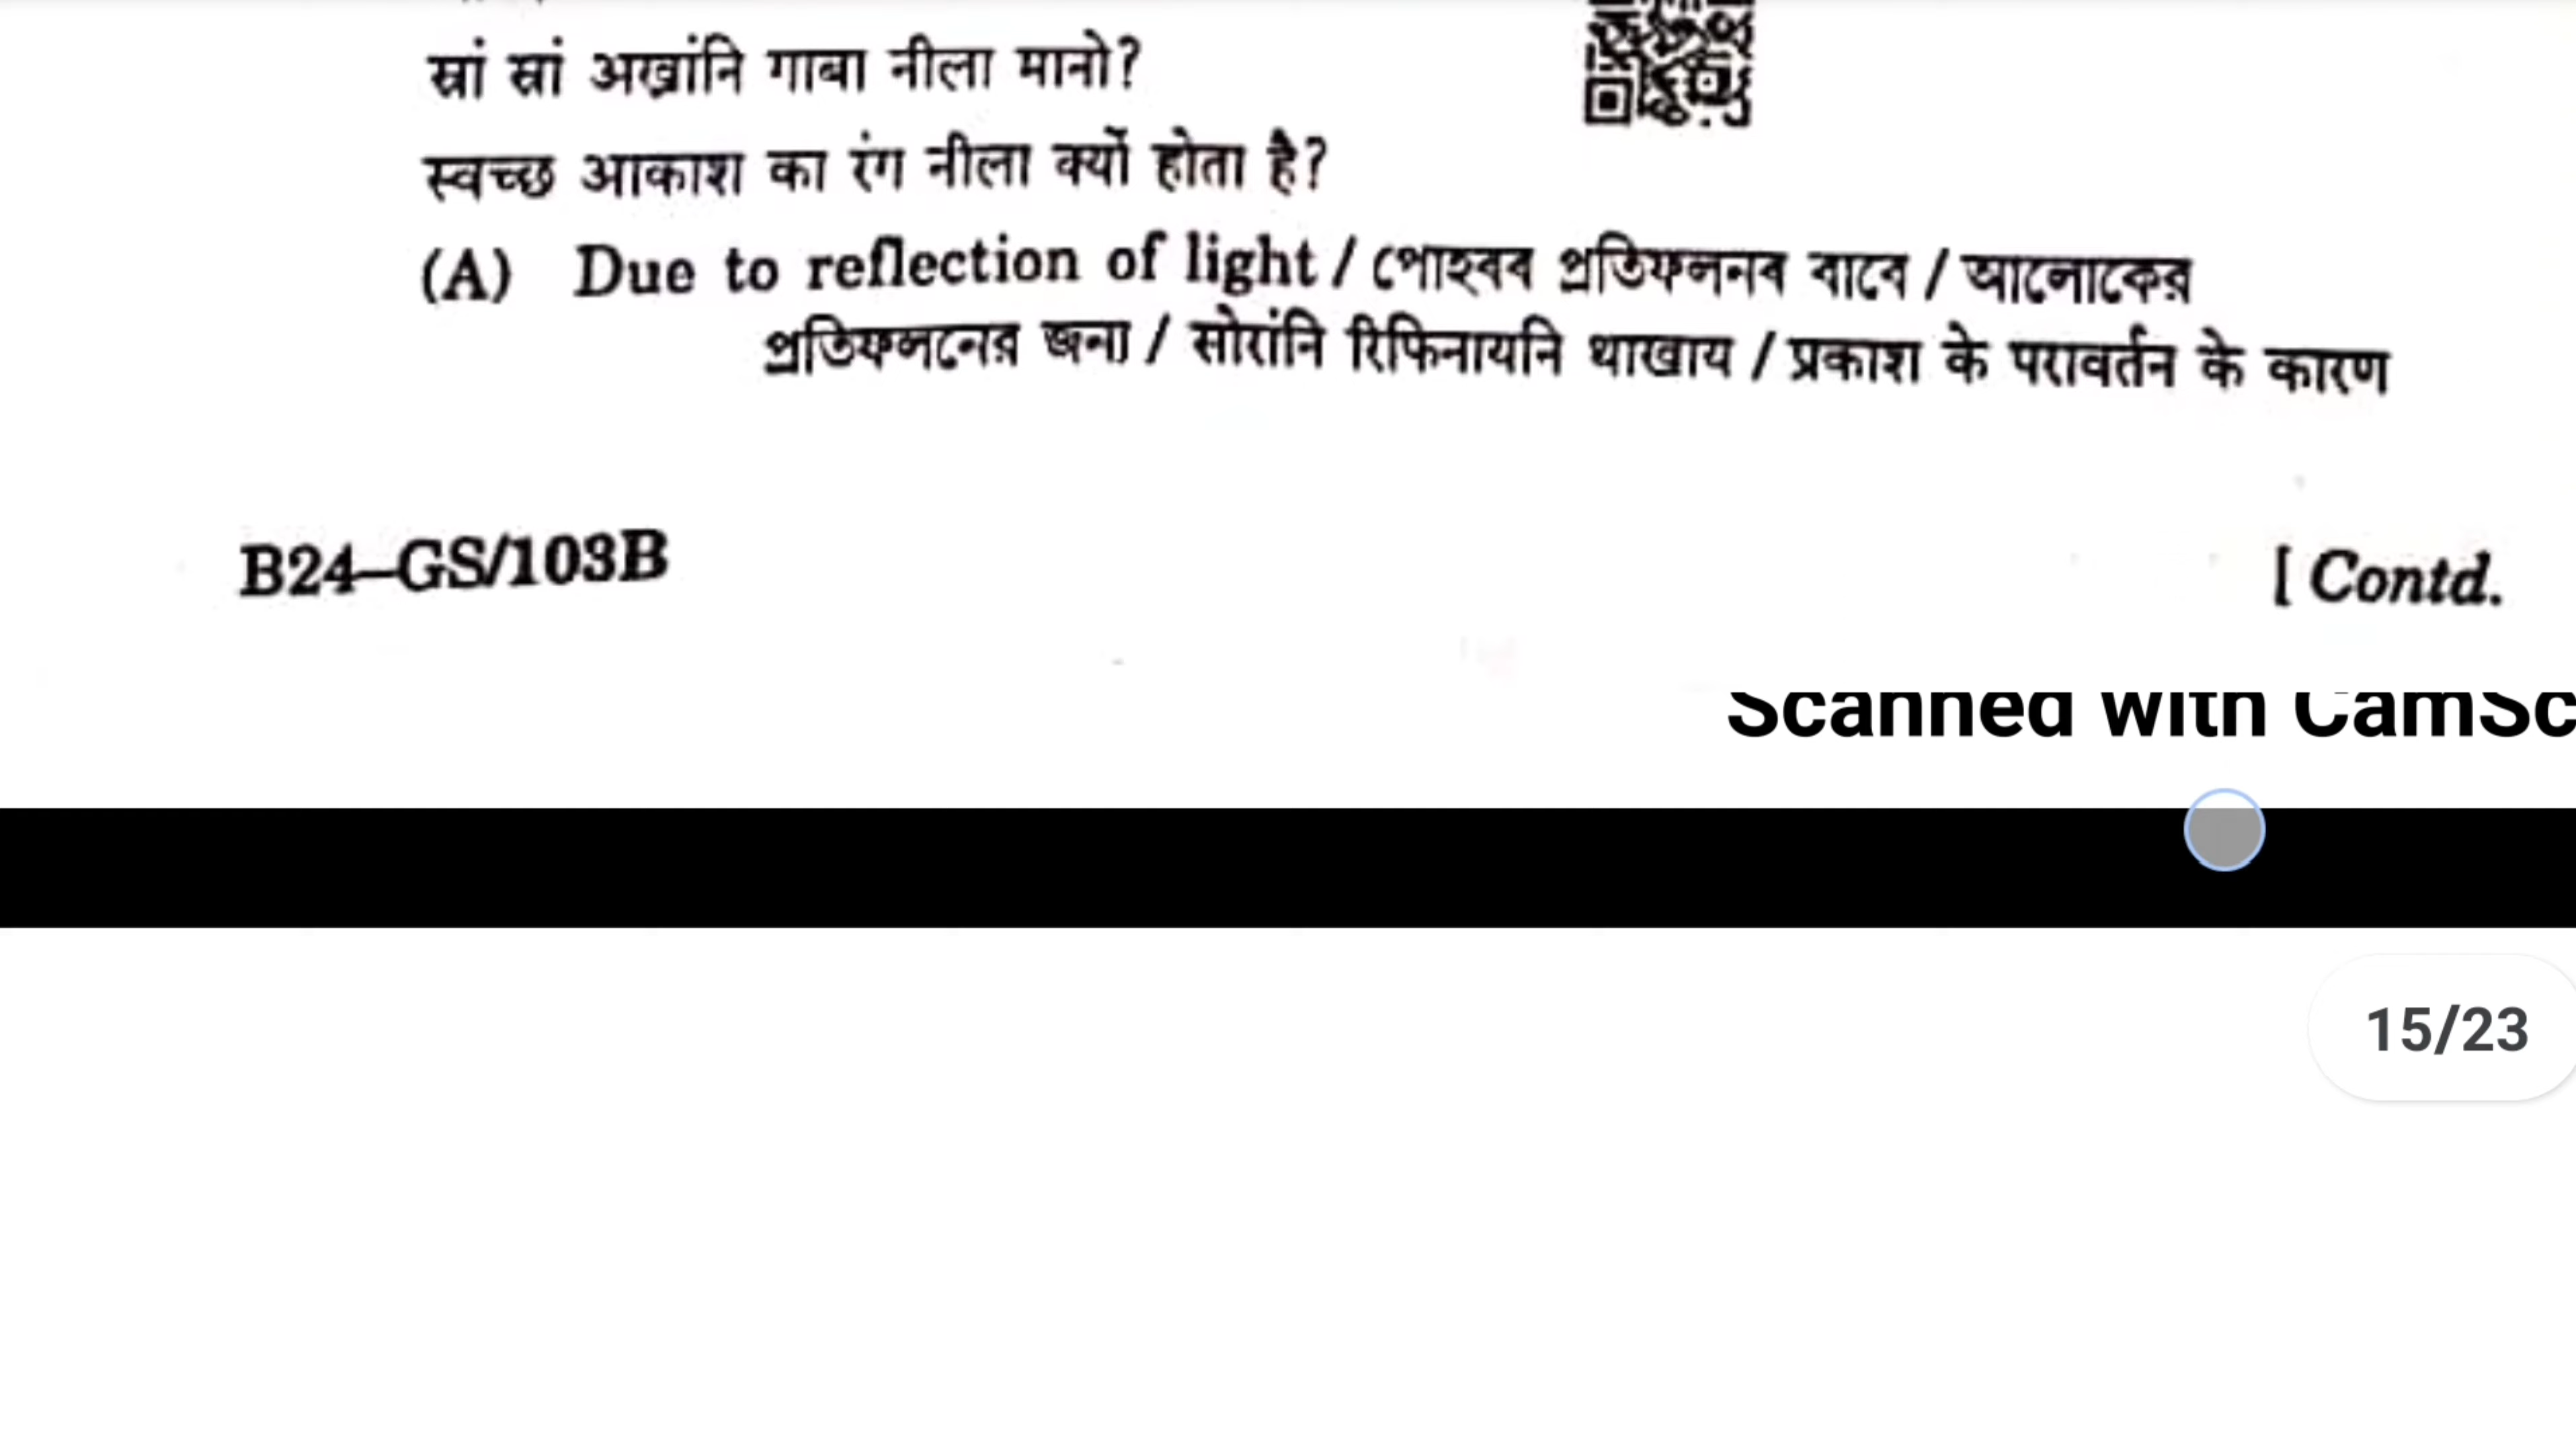 स्रां स्रां अख्रांनि गाबा नीला मानो?
स्वच्छ आकाश का रंग नीला क्यों होता है?
(A) Due to reflection of light / পোহৰৰ প্ৰতিফলনৰ বাবে / আলোকের
প্রতিফলনের জন্য / सोरांनि रिफिनायनि थाखाय / प्रकाश के परावर्तन के कारण
B24–GS/103B
[ Contd.
Scanned with CamSc
15/23